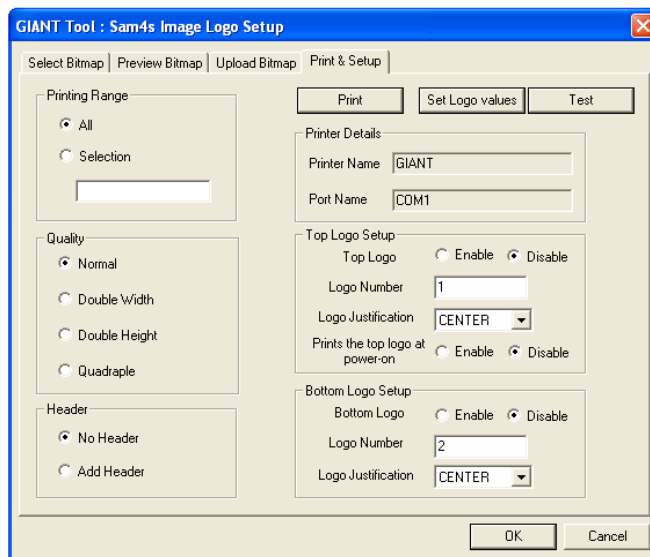 GIANT Tool : Sam4s Image Logo Setup
Select Bitmap Preview Bitmap Upload Bitmap Print & Setup
Printing Range
All
Selection
Quality
Normal
Double Width
Double Height
Quadraple
Header
No Header
Add Header
Print Set Logo values Test
Printer Details
Printer Name GIANT
Port Name COM1
Top Logo Setup
Top Logo Enable Disable
Logo Number 1
Logo Justification CENTER
Prints the top logo at
power-on Enable Disable
Bottom Logo Setup
Bottom Logo Enable Disable
Logo Number 2
Logo Justification CENTER
OK Cancel